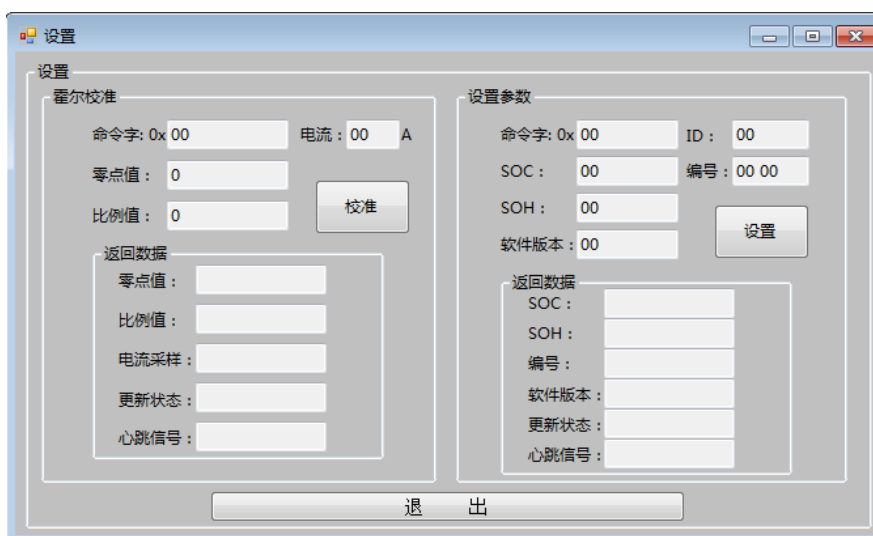 设置
设置
霍尔校准
命令字: 0x 00 电流：00 A
零点值： 0
比例值： 0
校准
返回数据
零点值：
比例值：
电流采样：
更新状态：
心跳信号：
设置参数
命令字: 0x 00 ID： 00
SOC： 00 编号：00 00
SOH： 00
软件版本：00
设置
返回数据
SOC：
SOH：
编号：
软件版本：
更新状态：
心跳信号：
退 出